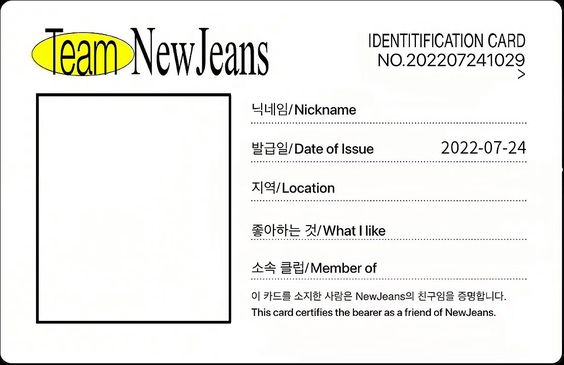 Team NewJeans
IDENTITIFICATION CARD
NO.202207241029
>
닉네임/Nickname
발급일/Date of Issue 2022-07-24
지역/Location
좋아하는 것/What I like
소속 클럽/Member of
이 카드를 소지한 사람은 NewJeans의 친구임을 증명합니다.
This card certifies the bearer as a friend of NewJeans.